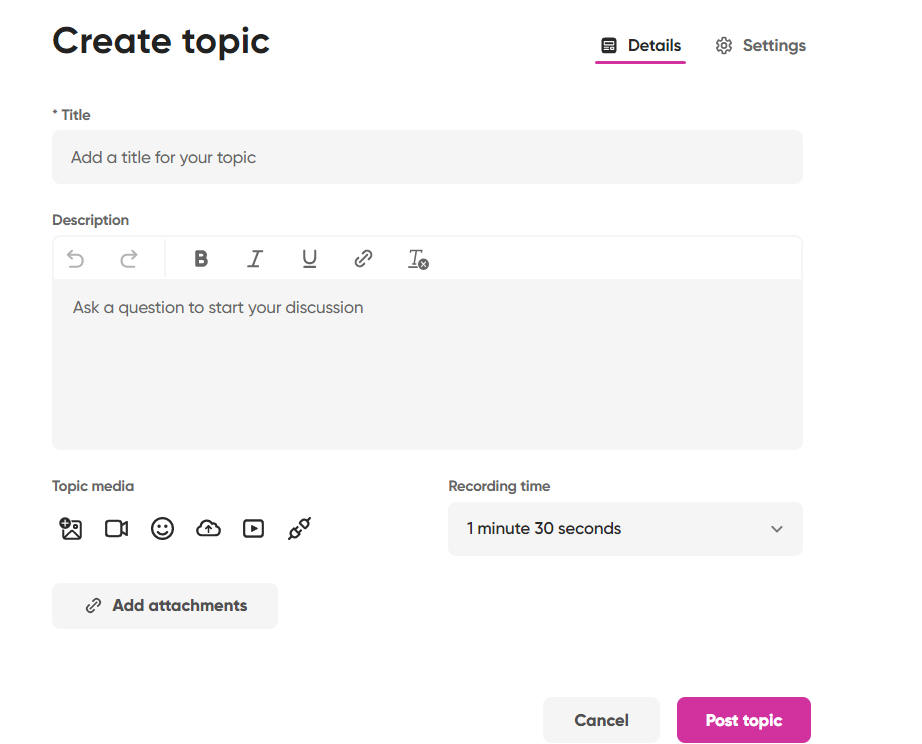 Create topic
Details
Settings
* Title
Add a title for your topic
Description
B I U T
Ask a question to start your discussion
Topic media
Recording time
1 minute 30 seconds
Add attachments
Cancel
Post topic